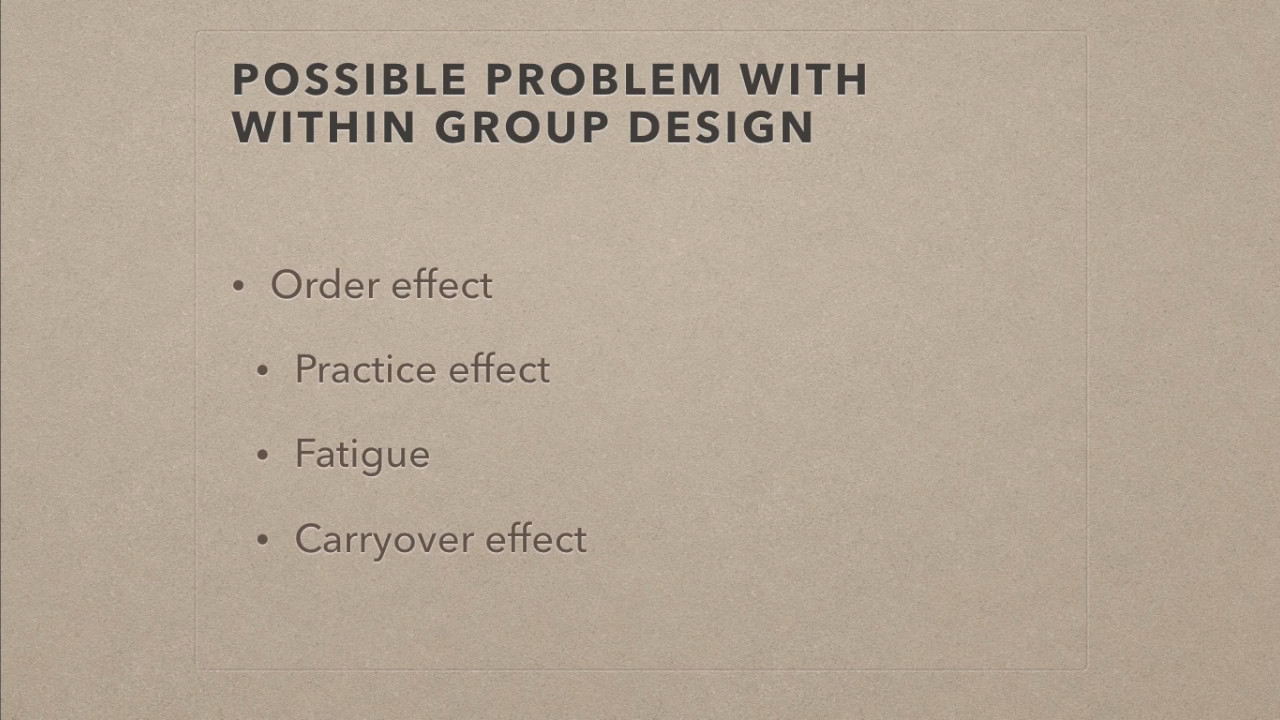 POSSIBLE PROBLEM WITH
WITHIN GROUP DESIGN
• Order effect
• Practice effect
• Fatigue
• Carryover effect